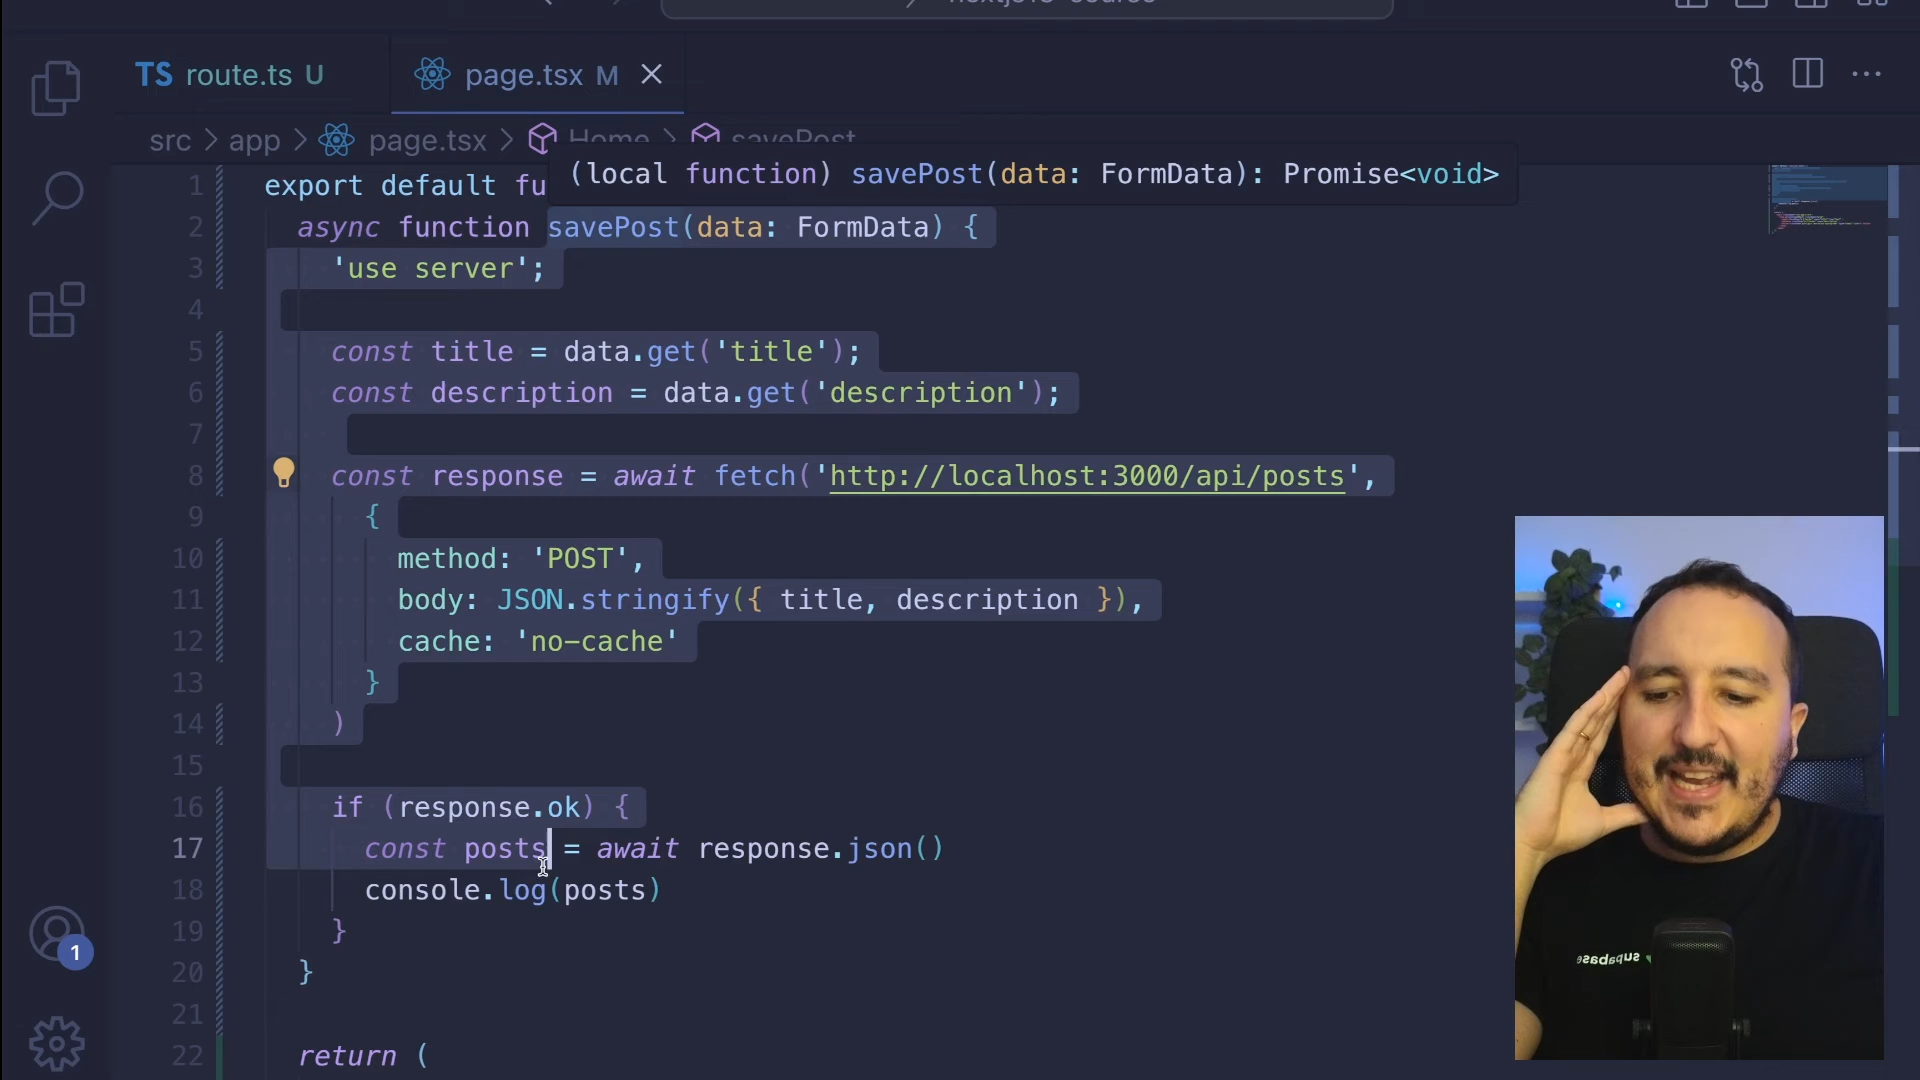 TS route.ts U
page.tsx M
src > app > page.tsx > Home > savePost
(local function) savePost(data: FormData): Promise<void>
1 export default fu
2 async function savePost(data: FormData) {
3 'use server';
4
5 const title = data.get('title');
6 const description = data.get('description');
7
8 const response = await fetch('http://localhost:3000/api/posts',
9 {
10 method: 'POST',
11 body: JSON.stringify({ title, description }),
12 cache: 'no-cache'
13 }
14 )
15
16 if (response.ok) {
17 const posts = await response.json()
18 console.log(posts)
19 }
20 }
21
22 return (
1
supabase